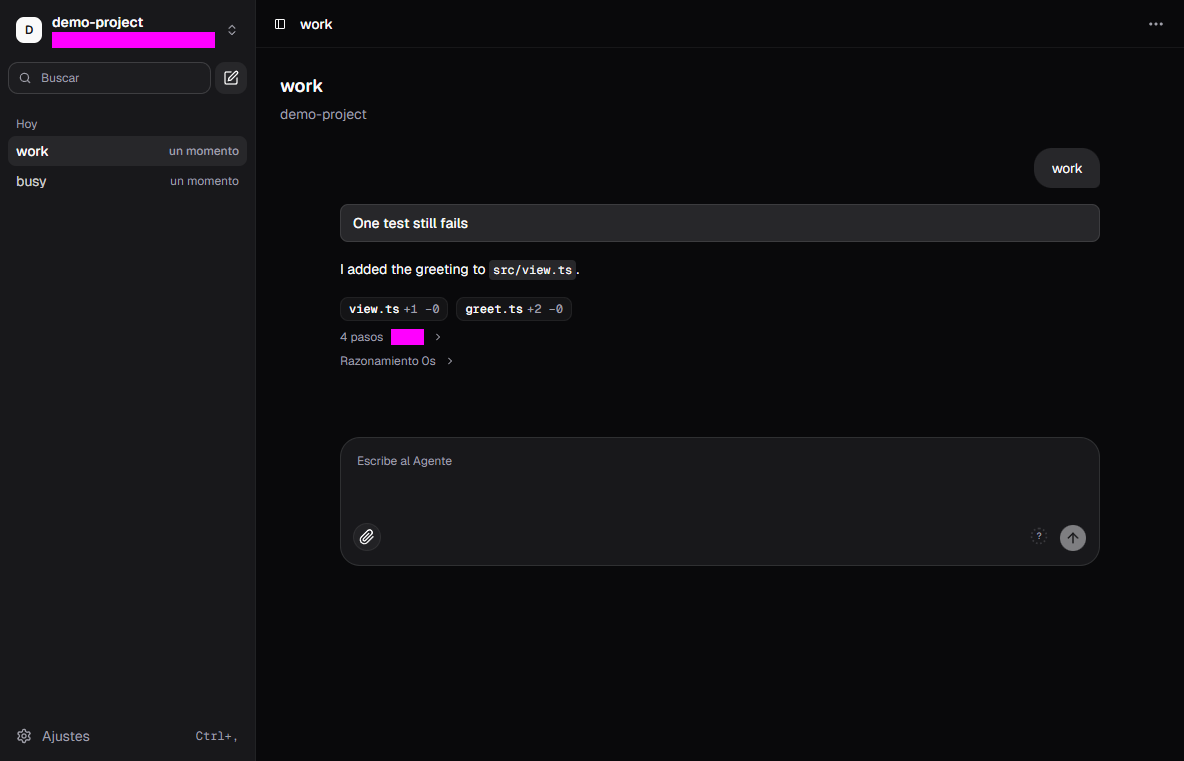 D
demo-project
Buscar
Hoy
work un momento
busy un momento
Ajustes Ctrl+,
work
work
demo-project
work
One test still fails
I added the greeting to src/view.ts.
view.ts +1 −0 greet.ts +2 −0
4 pasos
Razonamiento 0s
Escribe al Agente
?